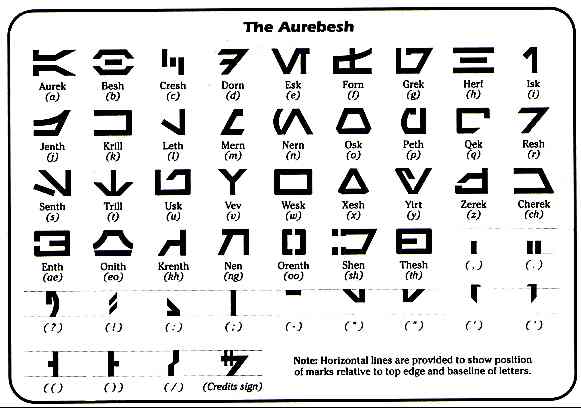 The Aurebesh
Aurek Besh Cresh Dorn Esk Forn Grek Herf Isk
(a) (b) (c) (d) (e) (f) (g) (h) (i)
Jenth Krill Leth Mern Nern Osk Peth Qek Resh
(j) (k) (l) (m) (n) (o) (p) (q) (r)
Senth Trill Usk Vev Wesk Xesh Yirt Zerek Cherek
(s) (t) (u) (v) (w) (x) (y) (z) (ch)
Enth Onith Krenth Nen Orenth Shen Thesh (,) (.)
(ae) (eo) (kh) (ng) (oo) (sh) (th)
(?) (!) (:) (;) (-) (") (") (') (')
Note: Horizontal lines are provided to show position
of marks relative to top edge and baseline of letters.
(() ()) (/) (Credits sign)